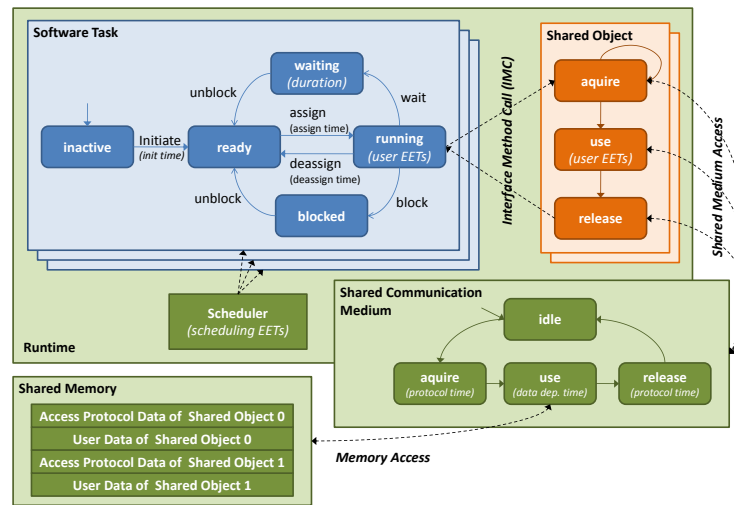 Software Task
waiting
(duration)
unblock
wait
assign
(assign time)
Initiate
(init time)
inactive
ready
running
(user EETs)
deassign
(deassign time)
unblock
block
blocked
Interface Method Call (IMC)
Shared Object
aquire
use
(user EETs)
release
Shared Medium Access
Scheduler
(scheduling EETs)
Runtime
Shared Communication
Medium
idle
aquire
(protocol time)
use
(data dep. time)
release
(protocol time)
Shared Memory
Access Protocol Data of Shared Object 0
User Data of Shared Object 0
Access Protocol Data of Shared Object 1
User Data of Shared Object 1
Memory Access